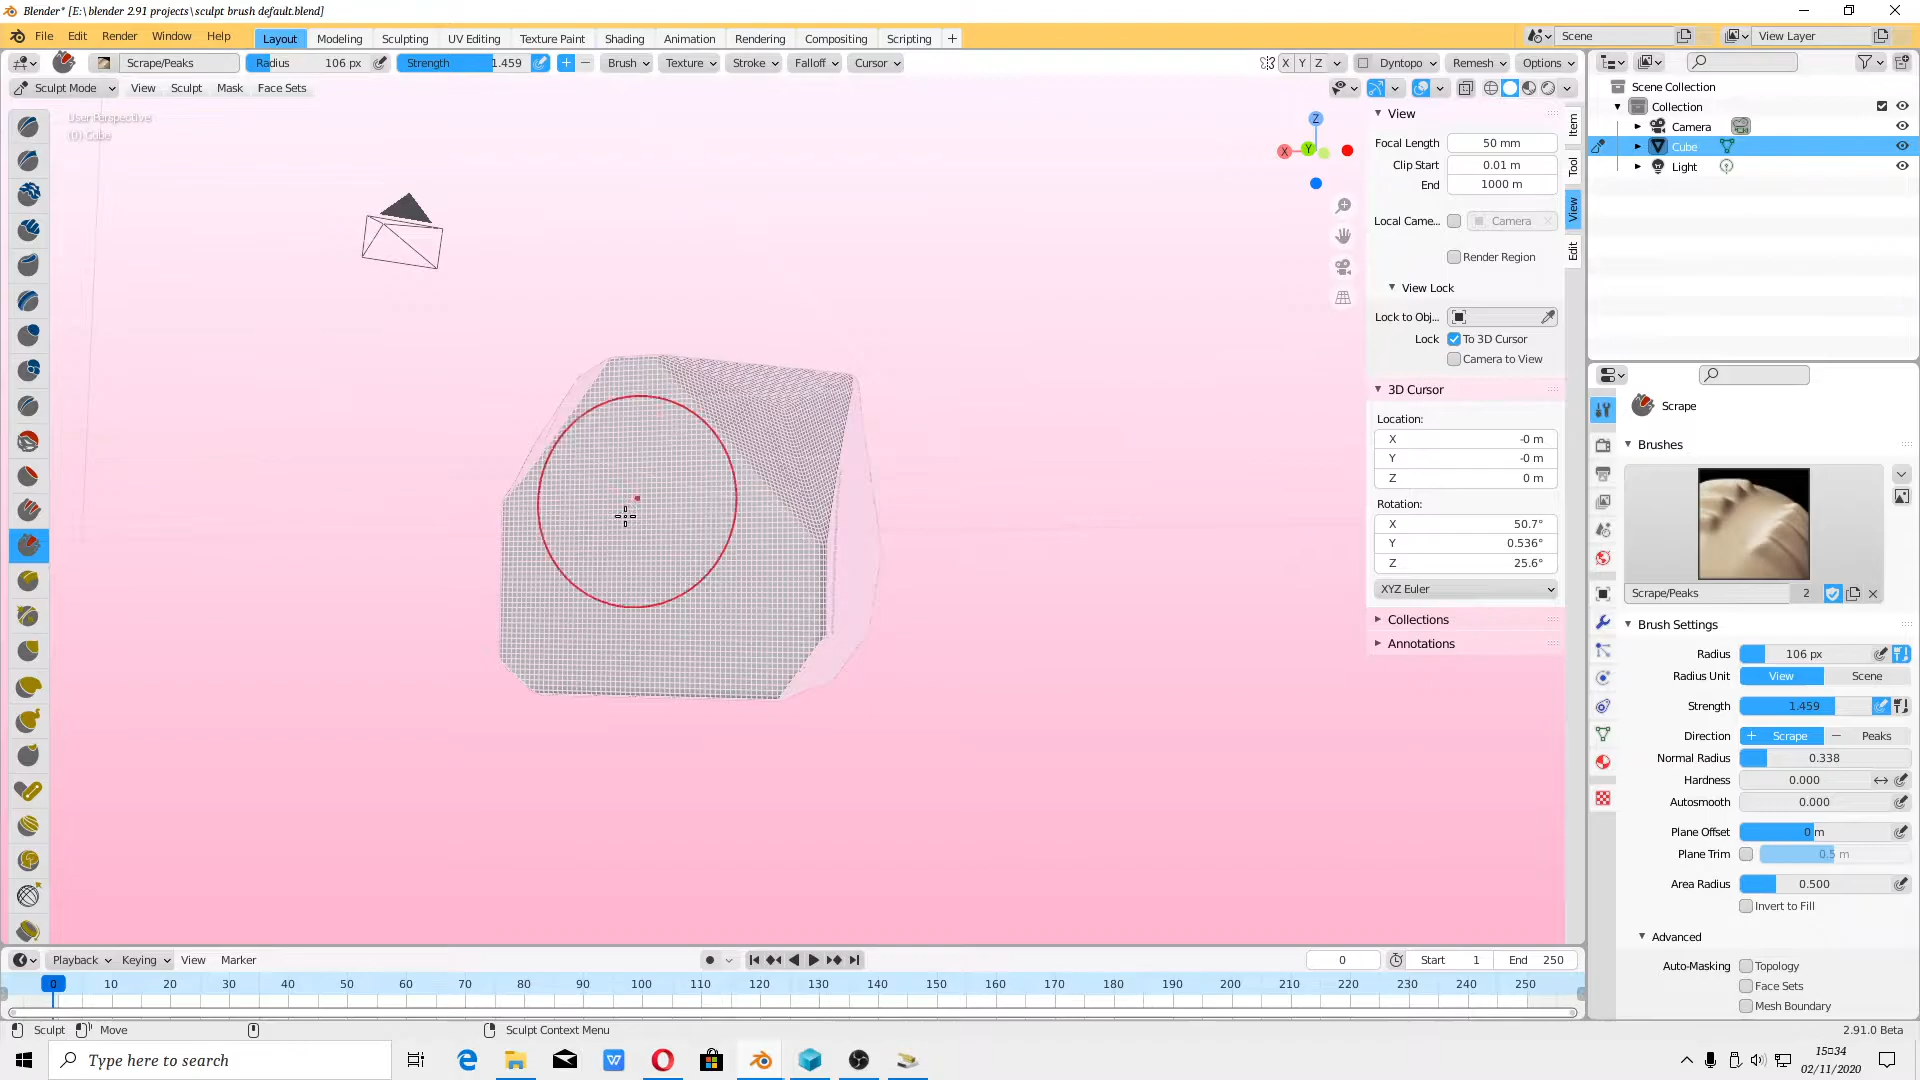 Blender* [E:\blender 2.91 projects\sculpt brush default.blend]
File Edit Render Window Help Layout Modeling Sculpting UV Editing Texture Paint Shading Animation Rendering Compositing Scripting + Scene View Layer
Scrape/Peaks Radius 106 px Strength 1.459 Brush Texture Stroke Falloff Cursor X Y Z Dyntopo Remesh Options
Sculpt Mode View Sculpt Mask Face Sets
User Perspective
(0) Cube
Z
X
Y
View
Focal Length 50 mm
Clip Start 0.01 m
End 1000 m
Local Came... Camera
Render Region
View Lock
Lock to Obj...
Lock To 3D Cursor
Camera to View
3D Cursor
Location:
X -0 m
Y -0 m
Z 0 m
Rotation:
X 50.7°
Y 0.536°
Z 25.6°
XYZ Euler
Collections
Annotations
Item
Tool
View
Edit
Scene Collection
Collection
Camera
Cube
Light
Scrape
Brushes
Scrape/Peaks 2
Brush Settings
Radius 106 px
Radius Unit View Scene
Strength 1.459
Direction + Scrape − Peaks
Normal Radius 0.338
Hardness 0.000
Autosmooth 0.000
Plane Offset 0 m
Plane Trim 0.5 m
Area Radius 0.500
Invert to Fill
Advanced
Auto-Masking Topology
Face Sets
Mesh Boundary
Playback Keying View Marker 0 Start 1 End 250
0 10 20 30 40 50 60 70 80 90 100 110 120 130 140 150 160 170 180 190 200 210 220 230 240 250
Sculpt Move Sculpt Context Menu 2.91.0 Beta
Type here to search
15:34
02/11/2020